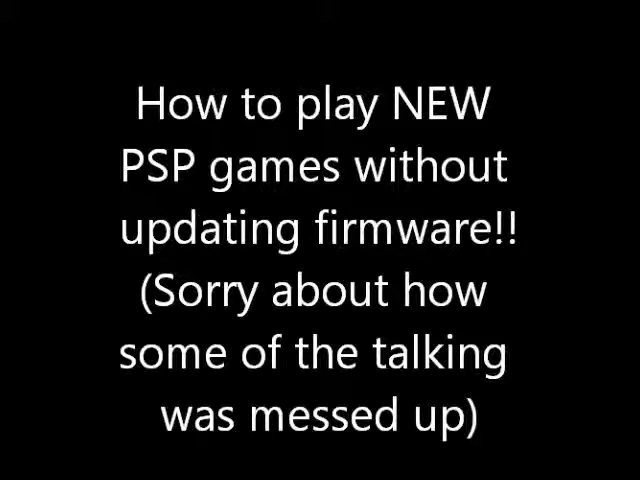 How to play NEW
PSP games without
updating firmware!!
(Sorry about how
some of the talking
was messed up)